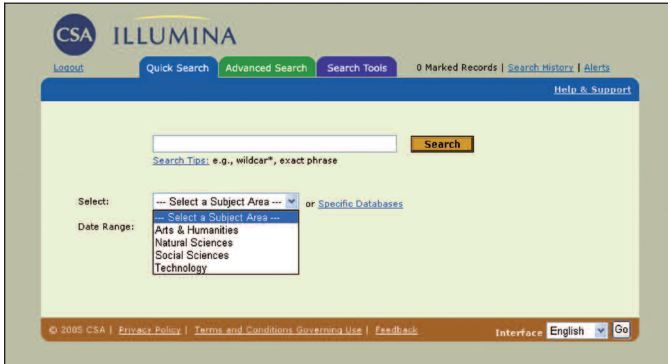 CSA ILLUMINA
Logout Quick Search Advanced Search Search Tools 0 Marked Records | Search History | Alerts
Help & Support
Search
Search Tips: e.g., wildcar*, exact phrase
Select: --- Select a Subject Area --- or Specific Databases
--- Select a Subject Area ---
Date Range: Arts & Humanities
Natural Sciences
Social Sciences
Technology
© 2005 CSA | Privacy Policy | Terms and Conditions Governing Use | Feedback Interface English Go